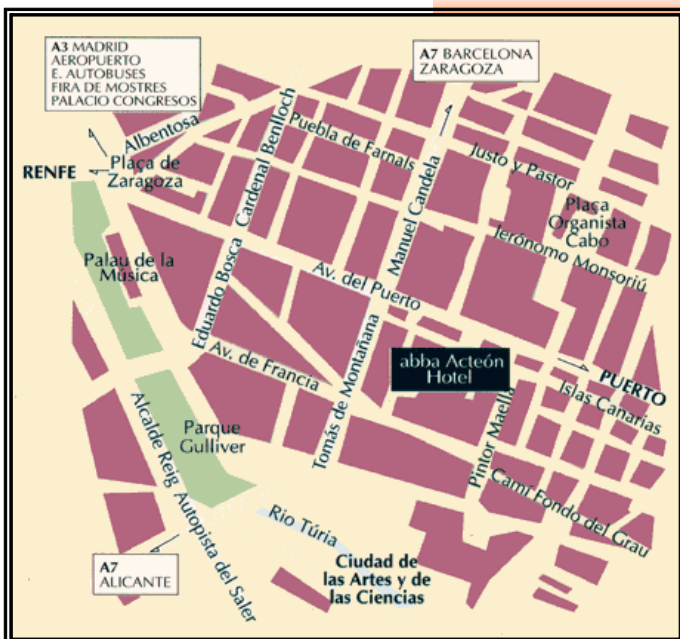 A3 MADRID
AEROPUERTO
E. AUTOBUSES
FIRA DE MOSTRES
PALACIO CONGRESOS
A7 BARCELONA
ZARAGOZA
Albentosa
Cardenal Benlloch
Puebla de Farnals
Justo y Pastor
RENFE
Plaça de
Zaragoza
Manuel Candela
Plaça
Organista
Cabo
Jerónomo Monsoriú
Palau de la
Música
Eduardo Bosca
Av. del Puerto
Av. de Francia
Tomás de Montañana
abba Acteón
Hotel
PUERTO
Islas Canarias
Pintor Maella
Alcalde Reig
Parque
Gulliver
Camí Fondo del Grau
Autopista del Saler
Rio Túria
A7
ALICANTE
Ciudad de
las Artes y de
las Ciencias